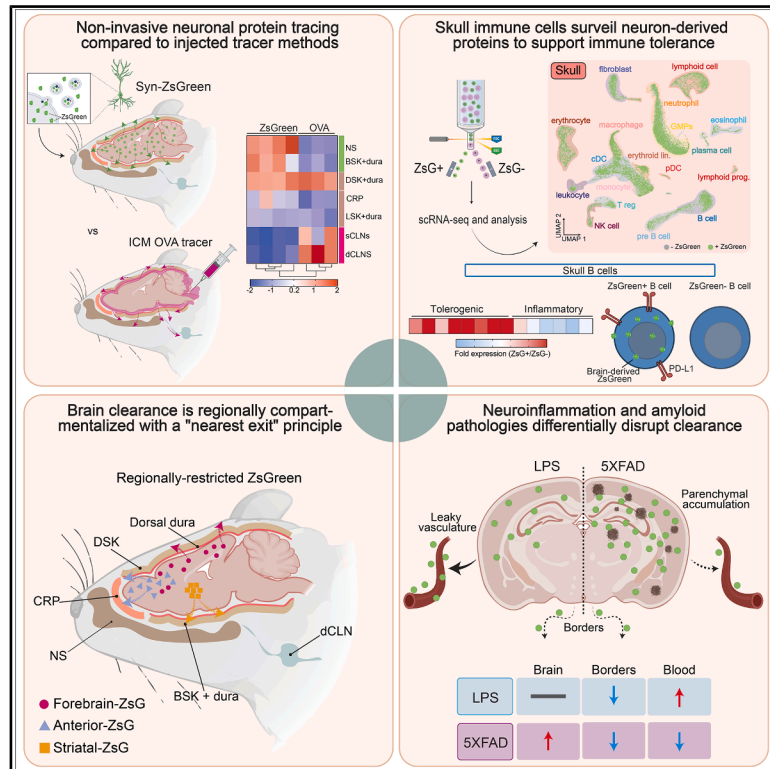 Non-invasive neuronal protein tracing
compared to injected tracer methods
Syn-ZsGreen
ZsGreen
vs
ICM OVA tracer
ZsGreen OVA
NS
BSK+dura
DSK+dura
CRP
LSK+dura
sCLNs
dCLNS
-2 -1.2 0.2 1.2 2
Skull immune cells surveil neuron-derived
proteins to support immune tolerance
ZsG+ ZsG-
scRNA-seq and analysis
Skull
fibroblast
lymphoid cell
neutrophil
eosinophil
erythrocyte
macrophage
GMPs
plasma cell
erythroid lin.
cDC
pDC
lymphoid prog.
leukocyte
monocyte
T reg
B cell
NK cell
pre B cell
UMAP 2
UMAP 1
- ZsGreen + ZsGreen
Skull B cells
ZsGreen+ B cell ZsGreen- B cell
Tolerogenic Inflammatory
Fold expression (ZsG+/ZsG-)
Brain-derived
ZsGreen
PD-L1
Brain clearance is regionally compart-
mentalized with a "nearest exit" principle
Regionally-restricted ZsGreen
Dorsal dura
DSK
CRP
NS
dCLN
BSK + dura
Forebrain-ZsG
Anterior-ZsG
Striatal-ZsG
Neuroinflammation and amyloid
pathologies differentially disrupt clearance
LPS 5XFAD
Leaky
vasculature
Parenchymal
accumulation
Borders
Brain Borders Blood
LPS
5XFAD